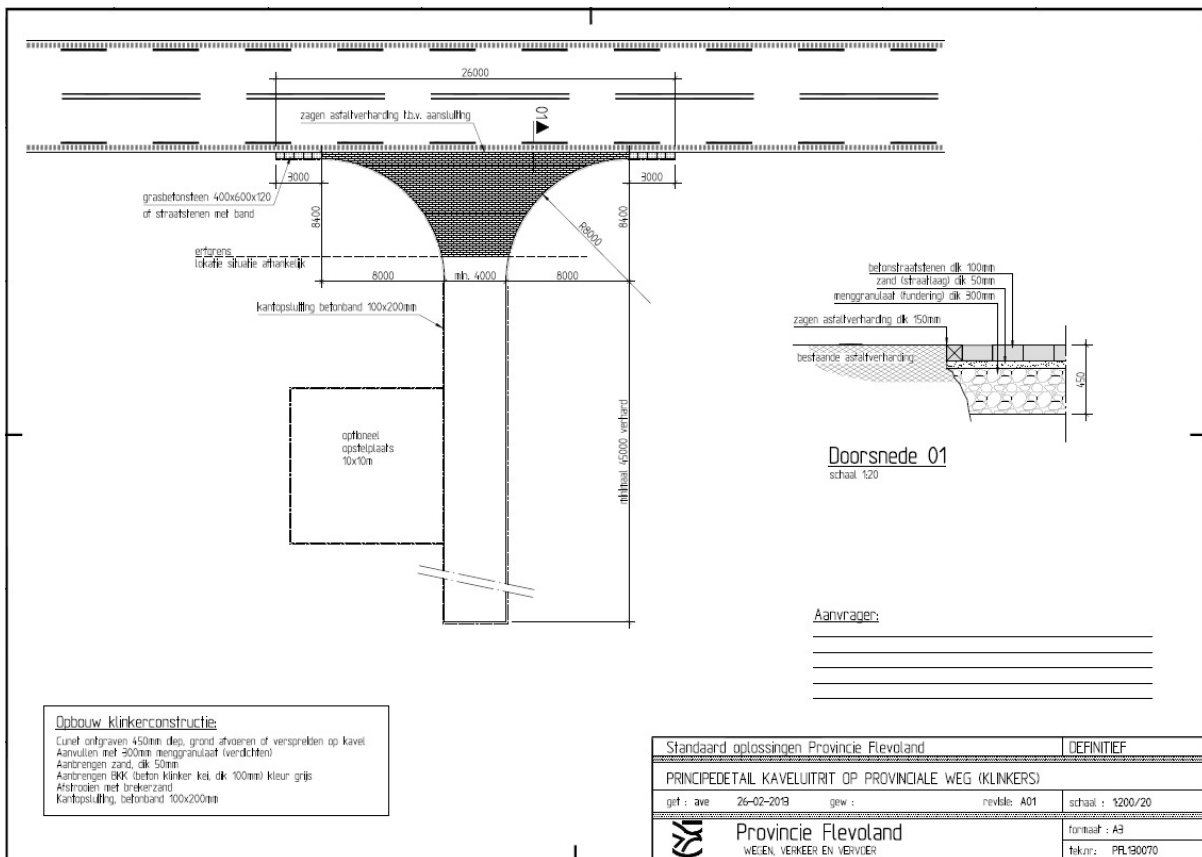 26000
zagen asfaltverharding t.b.v. aansluiting
01
3000
3000
grasbetonsteen 400x600x120
of straatstenen met band
8400
8400
R8000
erfgrens
lokatie situatie afhankelijk
8000
min. 4000
8000
kantopsluiting betonband 100x200mm
optioneel
opstelplaats
10x10m
minimaal 45000 verhard
betonstraatstenen dik 100mm
zand (straatlaag) dik 50mm
menggranulaat (fundering) dik 300mm
zagen asfaltverharding dik 150mm
bestaande asfaltverharding
450
Doorsnede 01
schaal 1:20
Aanvrager:
Opbouw klinkerconstructie:
Cunet ontgraven 450mm diep, grond afvoeren of verspreiden op kavel
Aanvullen met 300mm menggranulaat (verdichten)
Aanbrengen zand, dik 50mm
Aanbrengen BKK (beton klinker kei, dik 100mm) kleur grijs
Afstrooien met brekerzand
Kantopsluiting, betonband 100x200mm
Standaard oplossingen Provincie Flevoland
DEFINITIEF
PRINCIPEDETAIL KAVELUITRIT OP PROVINCIALE WEG (KLINKERS)
get : ave 26-02-2013 gew : revisie: A01 schaal : 1:200/20
Provincie Flevoland
WEGEN, VERKEER EN VERVOER
formaat : A3
tek.nr: PFL130070